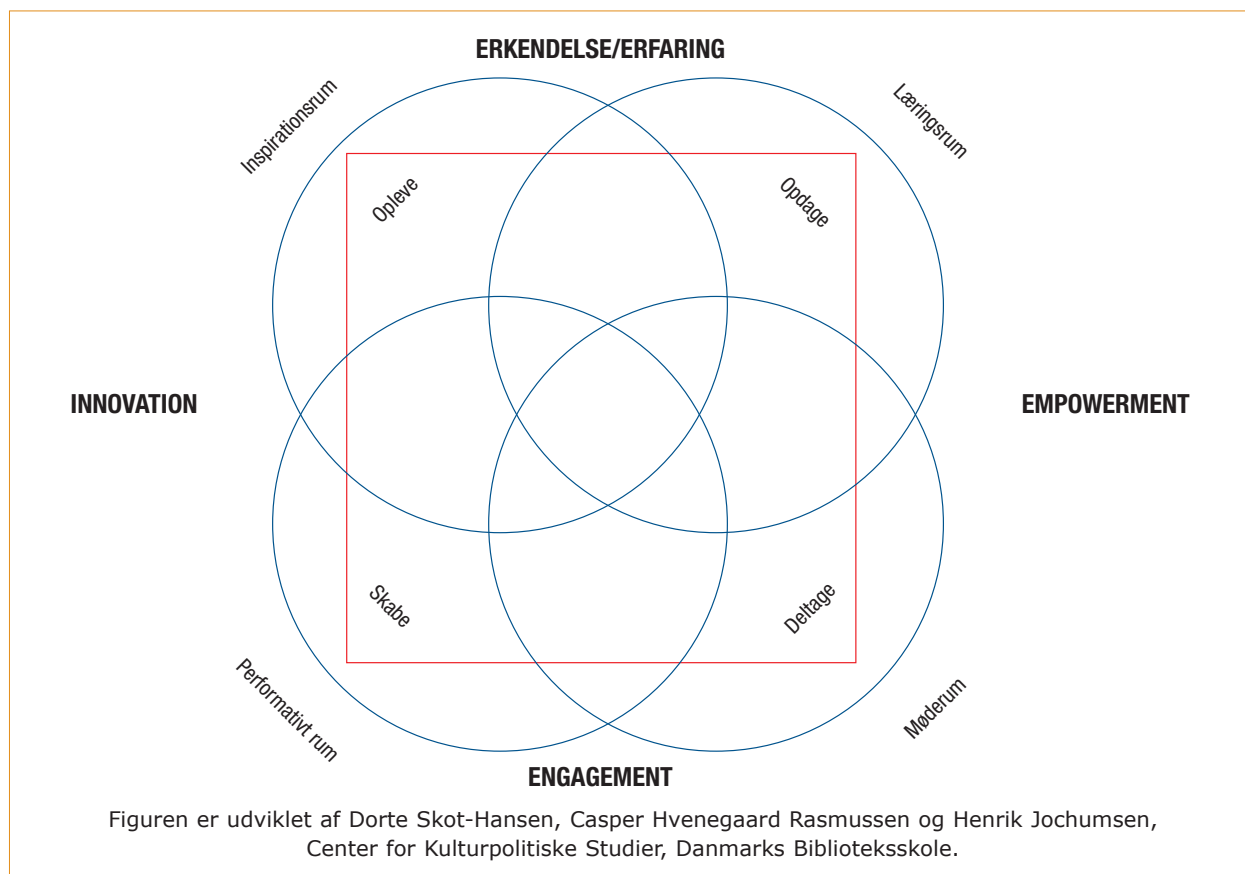 ERKENDELSE/ERFARING
Inspirationsrum
Læringsrum
Opleve
Opdage
INNOVATION
EMPOWERMENT
Skabe
Deltage
Performativt rum
Møderum
ENGAGEMENT
Figuren er udviklet af Dorte Skot-Hansen, Casper Hvenegaard Rasmussen og Henrik Jochumsen,
Center for Kulturpolitiske Studier, Danmarks Biblioteksskole.